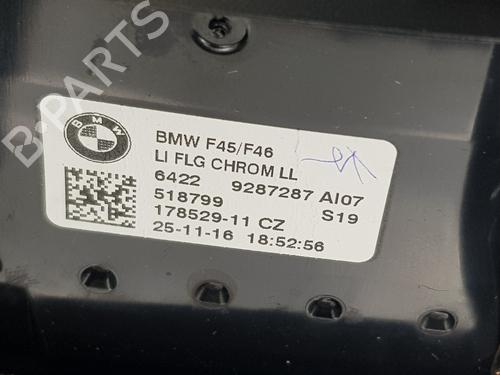 B-PARTS
BMW
BMW F45/F46
LI FLG CHROM LL
6422 9287287 AI07
518799 S19
178529-11 CZ
25-11-16 18:52:56